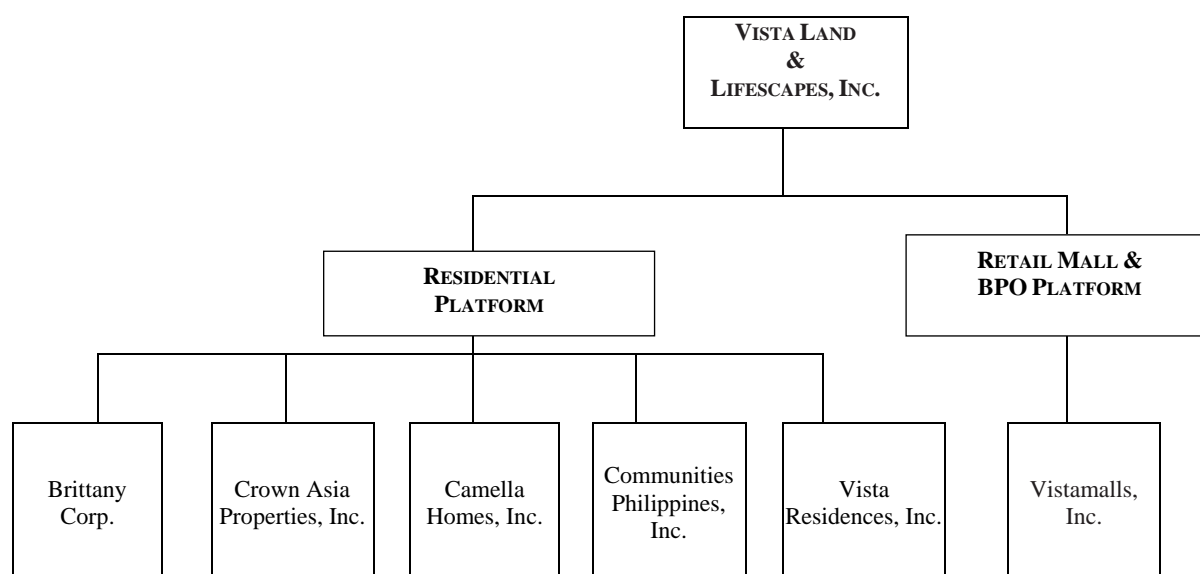 VISTA LAND
&
LIFESCAPES, INC.
RESIDENTIAL
PLATFORM
RETAIL MALL &
BPO PLATFORM
Brittany
Corp.
Crown Asia
Properties, Inc.
Camella
Homes, Inc.
Communities
Philippines,
Inc.
Vista
Residences, Inc.
Vistamalls,
Inc.